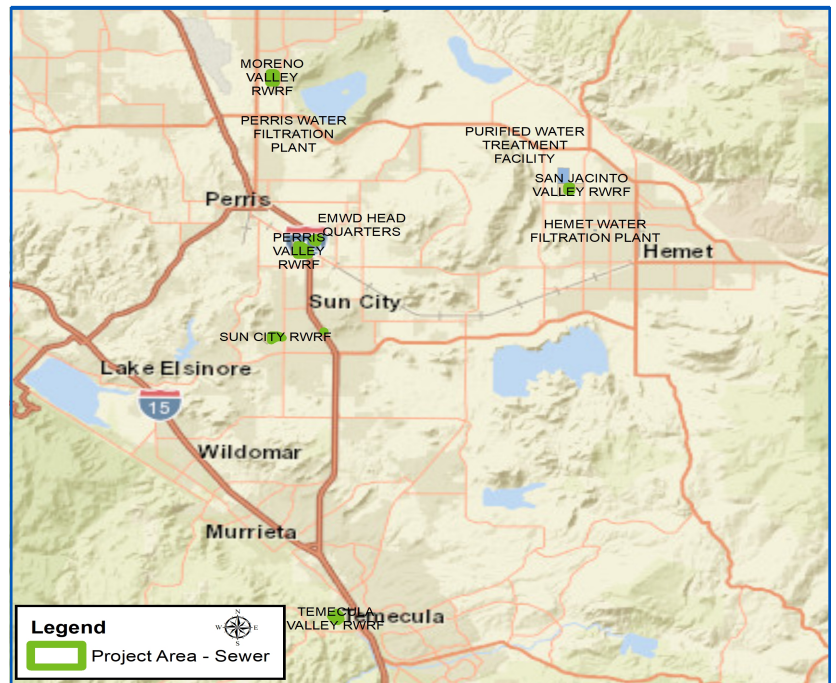 MORENO
VALLEY
RWRF
PERRIS WATER
FILTRATION
PLANT
PURIFIED WATER
TREATMENT
FACILITY
SAN JACINTO
VALLEY RWRF
Perris
EMWD HEAD
QUARTERS
HEMET WATER
FILTRATION PLANT
PERRIS
VALLEY
RWRF
Hemet
Sun City
SUN CITY RWRF
Lake Elsinore
15
Wildomar
Murrieta
TEMECULA
VALLEY RWRF
Temecula
Legend
N
W E
S
Project Area - Sewer